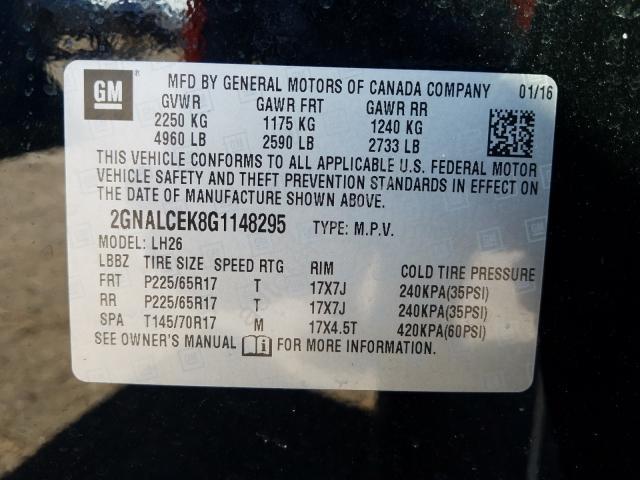 GM ® MFD BY GENERAL MOTORS OF CANADA COMPANY 01/16
GVWR GAWR FRT GAWR RR
2250 KG 1175 KG 1240 KG
4960 LB 2590 LB 2733 LB
THIS VEHICLE CONFORMS TO ALL APPLICABLE U.S. FEDERAL MOTOR
VEHICLE SAFETY AND THEFT PREVENTION STANDARDS IN EFFECT ON
THE DATE OF MANUFACTURE SHOWN ABOVE.
2GNALCEK8G1148295 TYPE: M.P.V.
MODEL: LH26
LBBZ TIRE SIZE SPEED RTG RIM COLD TIRE PRESSURE
FRT P225/65R17 T 17X7J 240KPA(35PSI)
RR P225/65R17 T 17X7J 240KPA(35PSI)
SPA T145/70R17 M 17X4.5T 420KPA(60PSI)
SEE OWNER'S MANUAL FOR MORE INFORMATION.